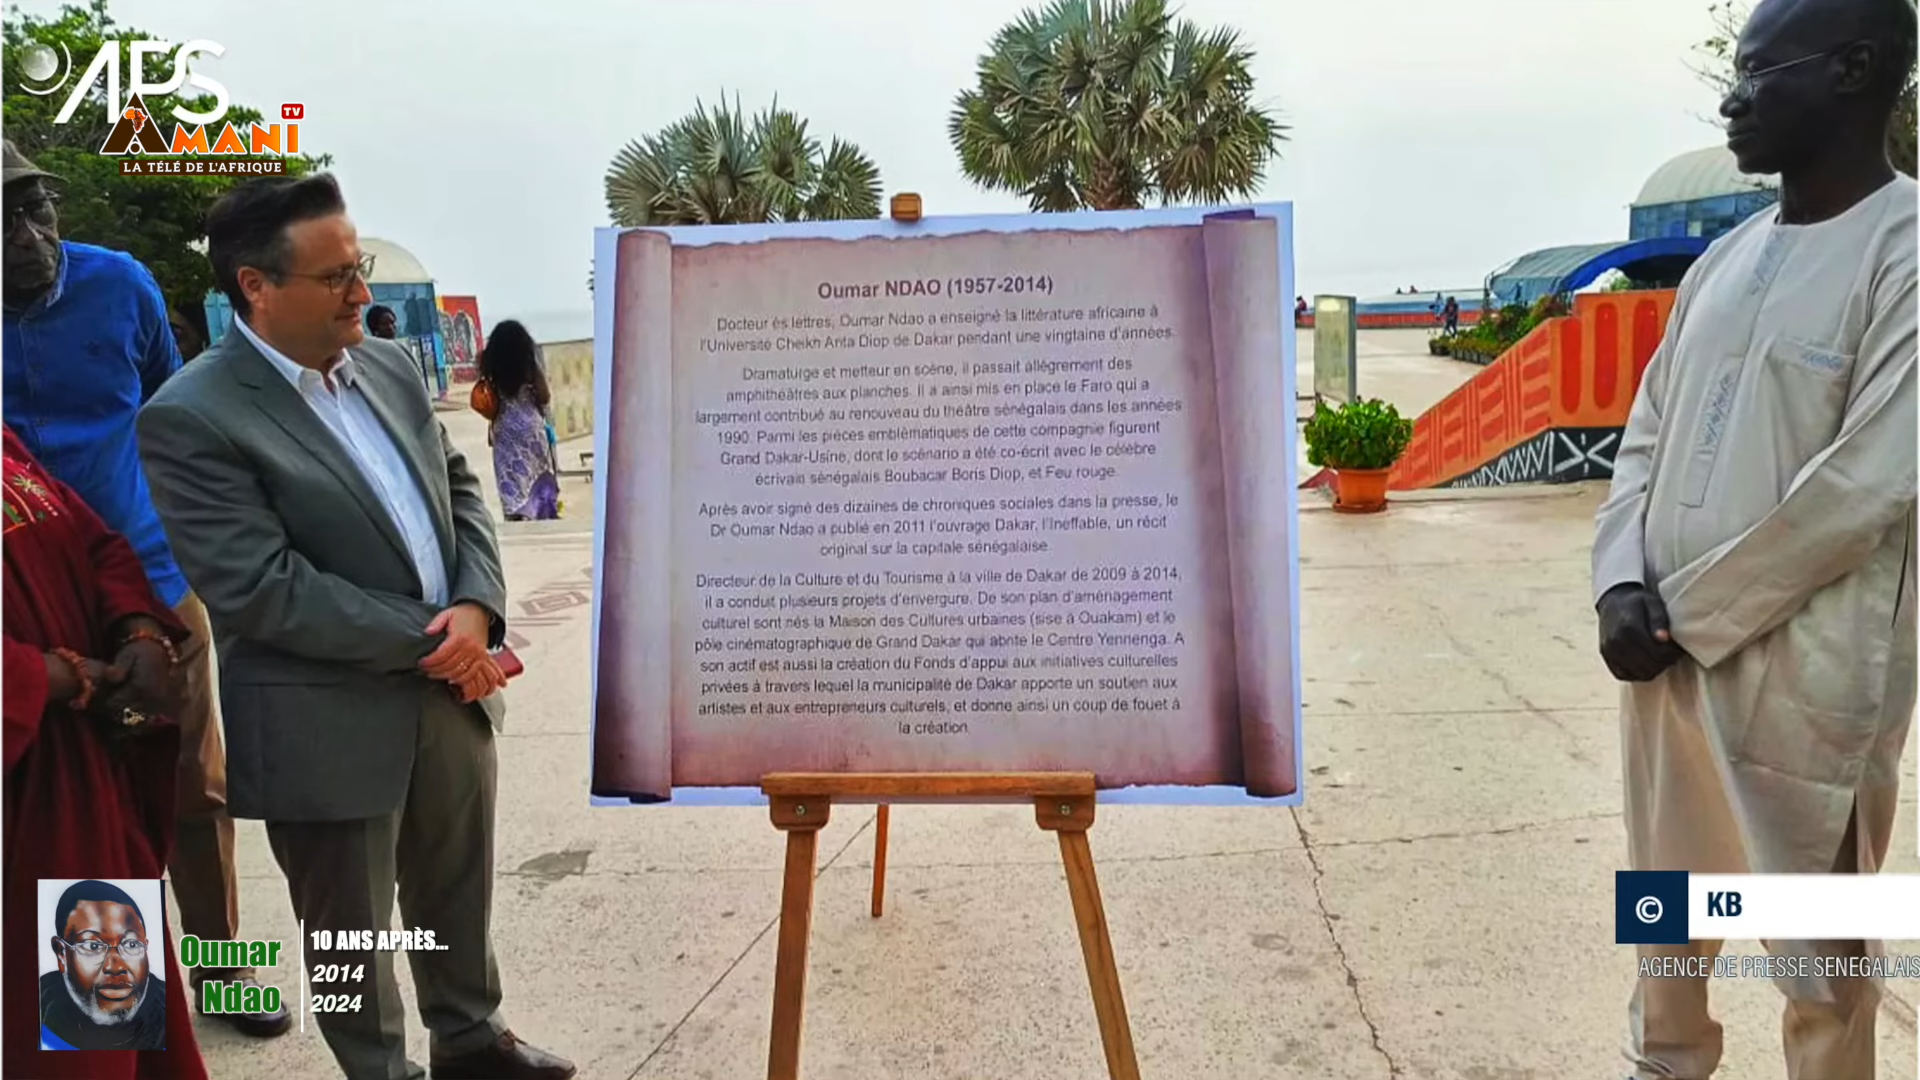 APS
AMANI TV
LA TÉLÉ DE L'AFRIQUE
Oumar NDAO (1957-2014)
Docteur ès lettres, Oumar Ndao a enseigné la littérature africaine à
l'Université Cheikh Anta Diop de Dakar pendant une vingtaine d'années.
Dramaturge et metteur en scène, il passait allègrement des
amphithéâtres aux planches. Il a ainsi mis en place le Faro qui a
largement contribué au renouveau du théâtre sénégalais dans les années
1990. Parmi les pièces emblématiques de cette compagnie figurent
Grand Dakar-Usine, dont le scénario a été co-écrit avec le célèbre
écrivain sénégalais Boubacar Boris Diop, et Feu rouge.
Après avoir signé des dizaines de chroniques sociales dans la presse, le
Dr Oumar Ndao a publié en 2011 l'ouvrage Dakar, l'Ineffable, un récit
original sur la capitale sénégalaise.
Directeur de la Culture et du Tourisme à la ville de Dakar de 2009 à 2014,
il a conduit plusieurs projets d'envergure. De son plan d'aménagement
culturel sont nés la Maison des Cultures urbaines (sise à Ouakam) et le
pôle cinématographique de Grand Dakar qui abrite le Centre Yennenga. A
son actif est aussi la création du Fonds d'appui aux initiatives culturelles
privées à travers lequel la municipalité de Dakar apporte un soutien aux
artistes et aux entrepreneurs culturels, et donne ainsi un coup de fouet à
la création.
© KB
AGENCE DE PRESSE SENEGALAIS
Oumar
Ndao
10 ANS APRÈS...
2014
2024